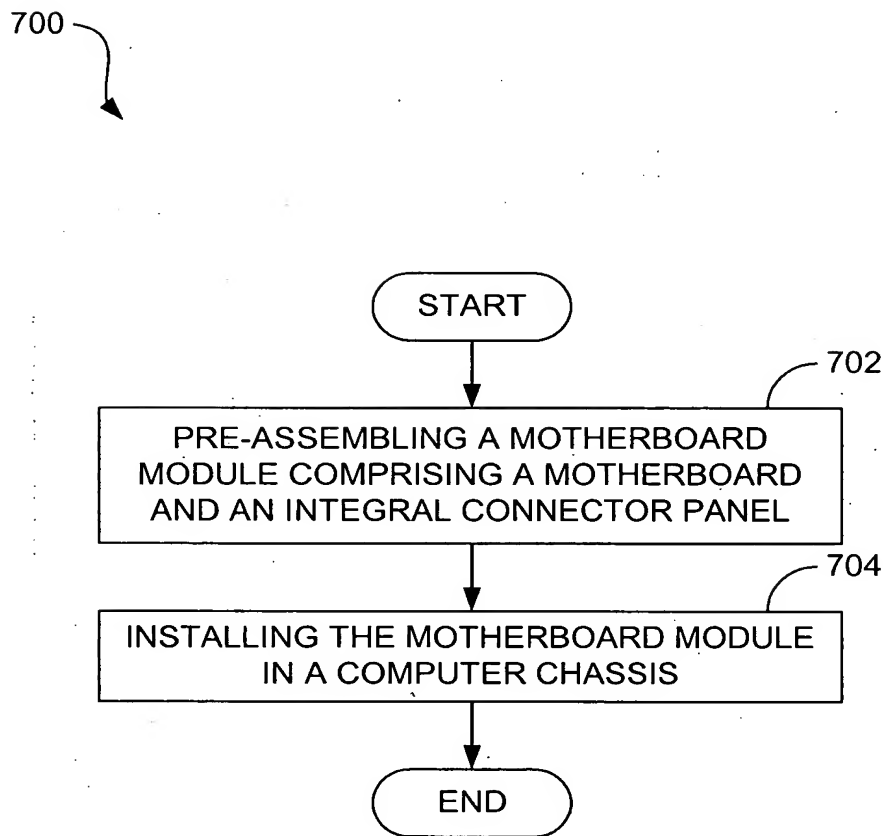 700
START
702
PRE-ASSEMBLING A MOTHERBOARD
MODULE COMPRISING A MOTHERBOARD
AND AN INTEGRAL CONNECTOR PANEL
704
INSTALLING THE MOTHERBOARD MODULE
IN A COMPUTER CHASSIS
END